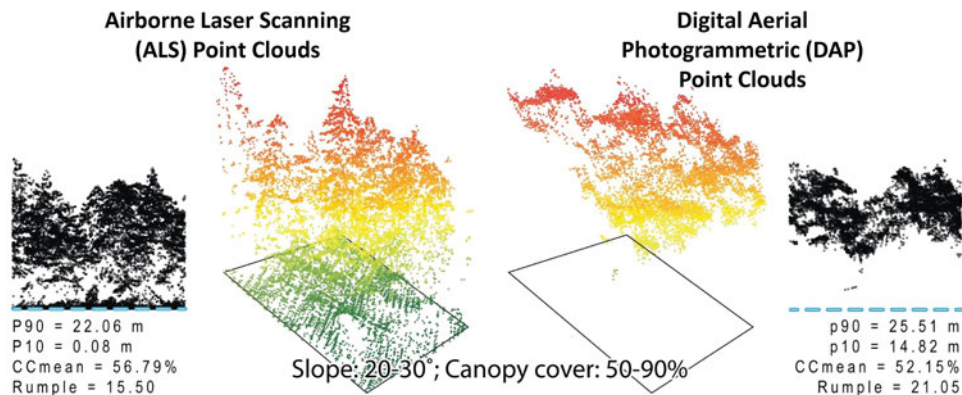 Airborne Laser Scanning
(ALS) Point Clouds
Digital Aerial
Photogrammetric (DAP)
Point Clouds
P90 = 22.06 m
P10 = 0.08 m
CCmean = 56.79%
Rumple = 15.50
Slope: 20-30°; Canopy cover: 50-90%
p90 = 25.51 m
p10 = 14.82 m
CCmean = 52.15%
Rumple = 21.05